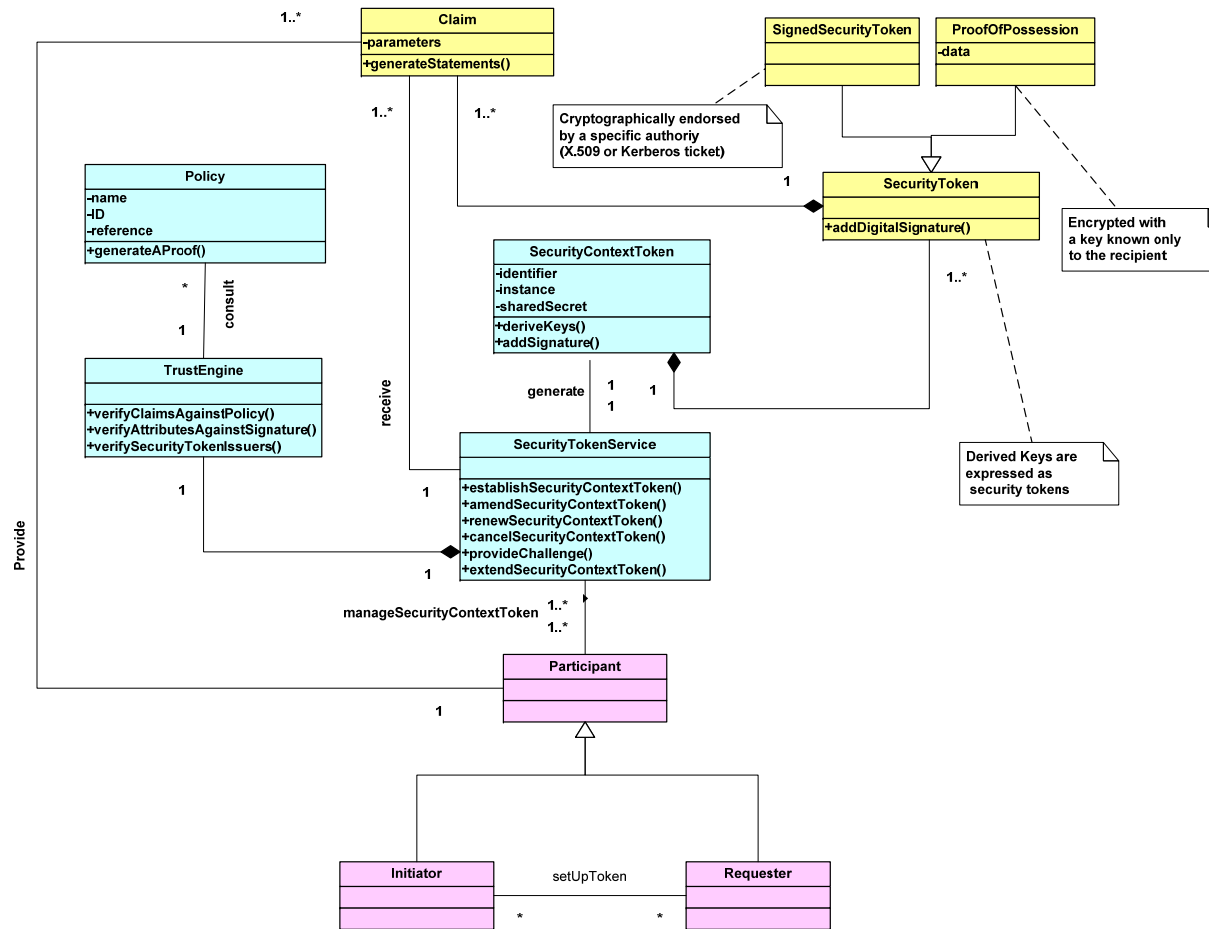 1..*
Claim
-parameters
+generateStatements()
SignedSecurityToken
ProofOfPossession
-data
1..*
1..*
Cryptographically endorsed
by a specific authoriy
(X.509 or Kerberos ticket)
Policy
-name
-ID
-reference
+generateAProof()
1
SecurityToken
+addDigitalSignature()
Encrypted with
a key known only
to the recipient
SecurityContextToken
-identifier
-instance
-sharedSecret
+deriveKeys()
+addSignature()
1..*
*
consult
1
TrustEngine
+verifyClaimsAgainstPolicy()
+verifyAttributesAgainstSignature()
+verifySecurityTokenIssuers()
receive
generate
1
1
1
SecurityTokenService
+establishSecurityContextToken()
+amendSecurityContextToken()
+renewSecurityContextToken()
+cancelSecurityContextToken()
+provideChallenge()
+extendSecurityContextToken()
Derived Keys are
expressed as
security tokens
1
1
1
Provide
manageSecurityContextToken
1..*
1..*
Participant
1
Initiator
setUpToken
Requester
*
*